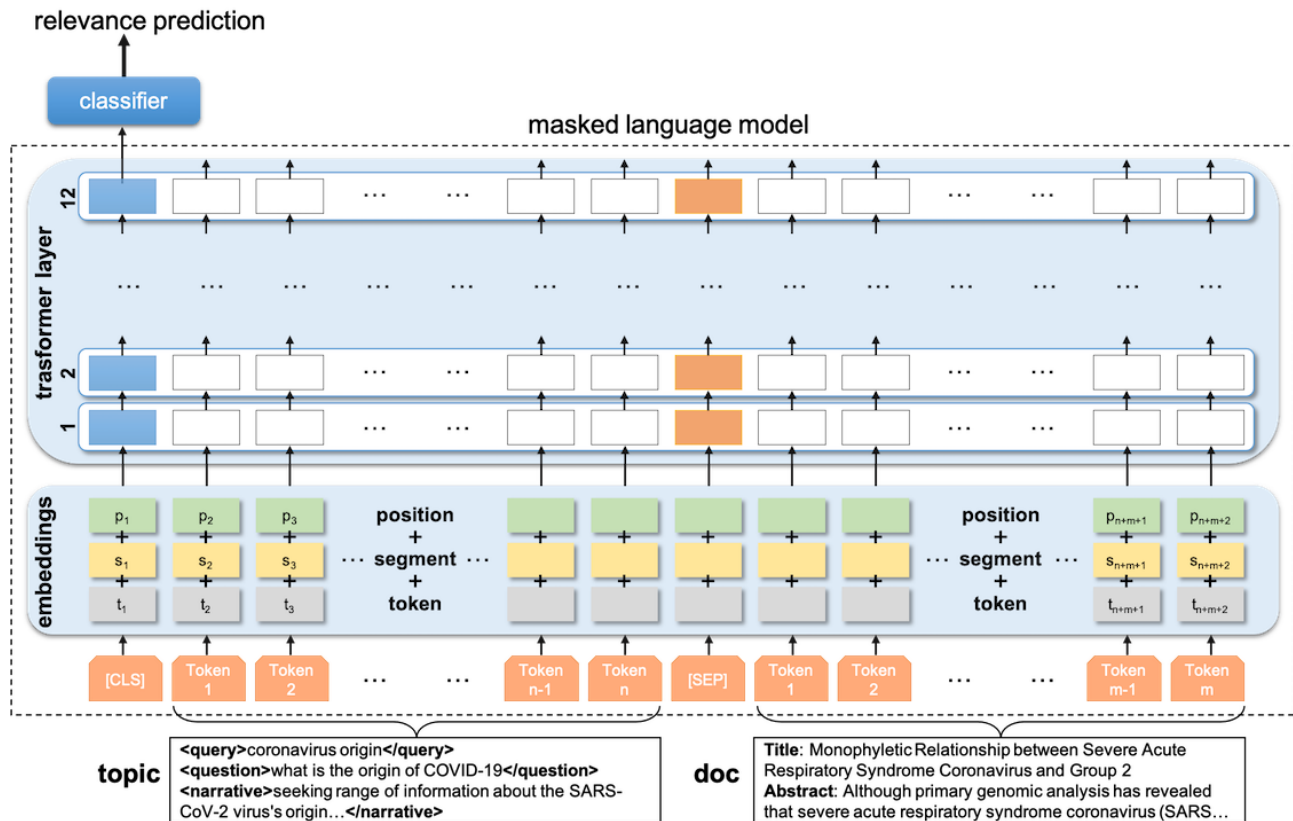 relevance prediction
classifier
masked language model
trasformer layer
12
... ...
... ...
... ... ... ... ... ... ... ... ... ... ... ... ... ...
2
... ...
... ...
1
... ...
... ...
embeddings
p1 p2 p3 position position pn+m+1 pn+m+2
+ + + + + + + + + + + +
s1 s2 s3 ... segment ... ... segment ... sn+m+1 sn+m+2
+ + + + + + + + + + + +
t1 t2 t3 token token tn+m+1 tn+m+2
[CLS]
Token
1
Token
2
... ...
Token
n-1
Token
n
[SEP]
Token
1
Token
2
... ...
Token
m-1
Token
m
topic
<query>coronavirus origin</query>
<question>what is the origin of COVID-19</question>
<narrative>seeking range of information about the SARS-
CoV-2 virus's origin…</narrative>
doc
Title: Monophyletic Relationship between Severe Acute
Respiratory Syndrome Coronavirus and Group 2
Abstract: Although primary genomic analysis has revealed
that severe acute respiratory syndrome coronavirus (SARS…